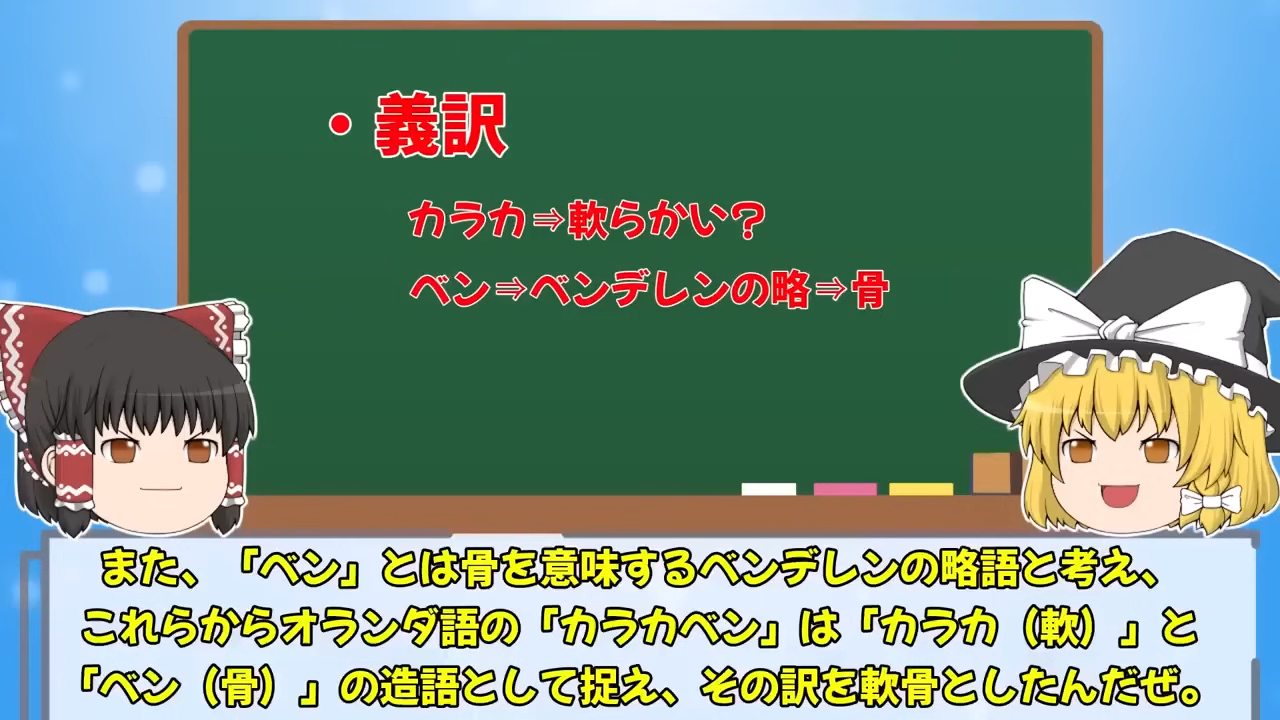 ・義訳
カラカ⇒軟らかい？
ベン⇒ベンデレンの略⇒骨
また、「ベン」とは骨を意味するベンデレンの略語と考え、
これらからオランダ語の「カラカベン」は「カラカ（軟）」と
「ベン（骨）」の造語として捉え、その訳を軟骨としたんだぜ。